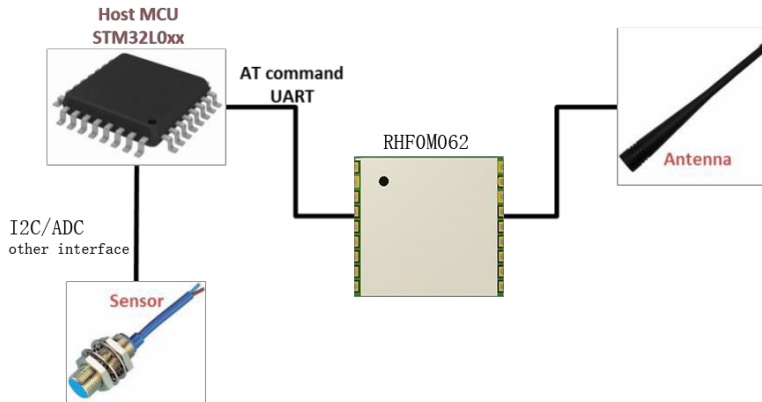 Host MCU
STM32L0xx
AT command
UART
RHF0M062
Antenna
I2C/ADC
other interface
Sensor